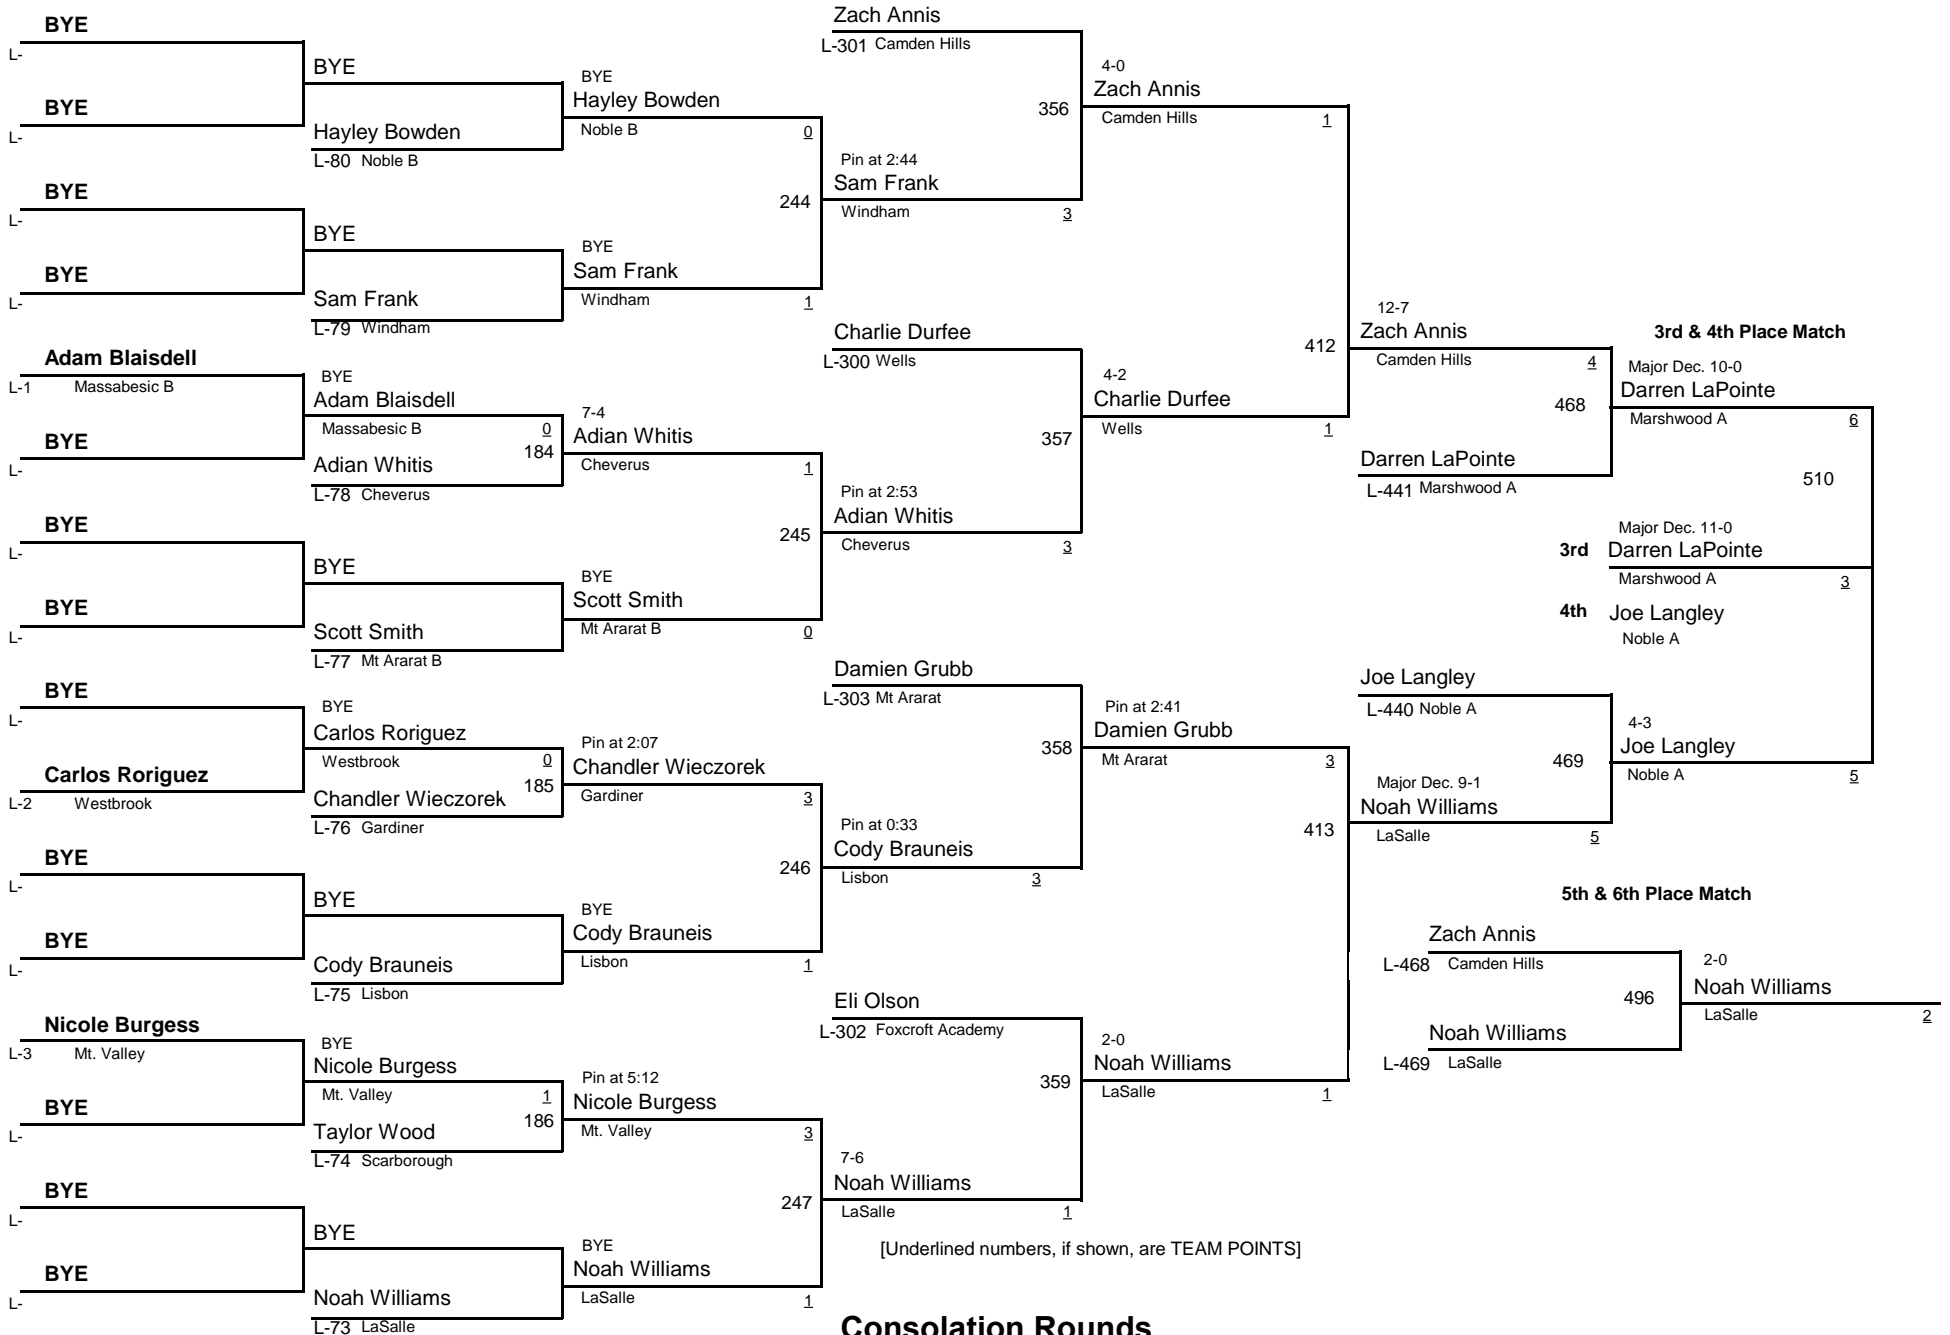 BYE
L-
BYE
L-
BYE
L-
BYE
L-
Adam Blaisdell
L-1 Massabesic B
BYE
L-
BYE
L-
BYE
L-
BYE
L-
Carlos Roriguez
L-2 Westbrook
BYE
L-
BYE
L-
Nicole Burgess
L-3 Mt. Valley
BYE
L-
BYE
L-
BYE
L-
BYE
Hayley Bowden
L-80 Noble B
BYE
Sam Frank
L-79 Windham
BYE
Adam Blaisdell
Massabesic B 0
184
Adian Whitis
L-78 Cheverus
BYE
Scott Smith
L-77 Mt Ararat B
BYE
Carlos Roriguez
Westbrook 0
185
Chandler Wieczorek
L-76 Gardiner
BYE
Cody Brauneis
L-75 Lisbon
BYE
Nicole Burgess
Mt. Valley 1
186
Taylor Wood
L-74 Scarborough
BYE
Noah Williams
L-73 LaSalle
BYE
Hayley Bowden
Noble B 0
244
BYE
Sam Frank
Windham 1
7-4
Adian Whitis
Cheverus 1
245
BYE
Scott Smith
Mt Ararat B 0
Pin at 2:07
Chandler Wieczorek
Gardiner 3
246
BYE
Cody Brauneis
Lisbon 1
Pin at 5:12
Nicole Burgess
Mt. Valley 3
247
BYE
Noah Williams
LaSalle 1
Zach Annis
L-301 Camden Hills
356
Pin at 2:44
Sam Frank
Windham 3
Charlie Durfee
L-300 Wells
357
Pin at 2:53
Adian Whitis
Cheverus 3
Damien Grubb
L-303 Mt Ararat
358
Pin at 0:33
Cody Brauneis
Lisbon 3
Eli Olson
L-302 Foxcroft Academy
359
7-6
Noah Williams
LaSalle 1
4-0
Zach Annis
Camden Hills 1
412
4-2
Charlie Durfee
Wells 1
Pin at 2:41
Damien Grubb
Mt Ararat 3
413
2-0
Noah Williams
LaSalle 1
12-7
Zach Annis
Camden Hills 4
468
Darren LaPointe
L-441 Marshwood A
Joe Langley
L-440 Noble A
469
Major Dec. 9-1
Noah Williams
LaSalle 5
3rd & 4th Place Match
Major Dec. 10-0
Darren LaPointe
Marshwood A 6
510
Major Dec. 11-0
3rd Darren LaPointe
Marshwood A 3
4th Joe Langley
Noble A
4-3
Joe Langley
Noble A 5
5th & 6th Place Match
Zach Annis
L-468 Camden Hills
496
Noah Williams
L-469 LaSalle
2-0
Noah Williams
LaSalle 2
[Underlined numbers, if shown, are TEAM POINTS]
Consolation Rounds